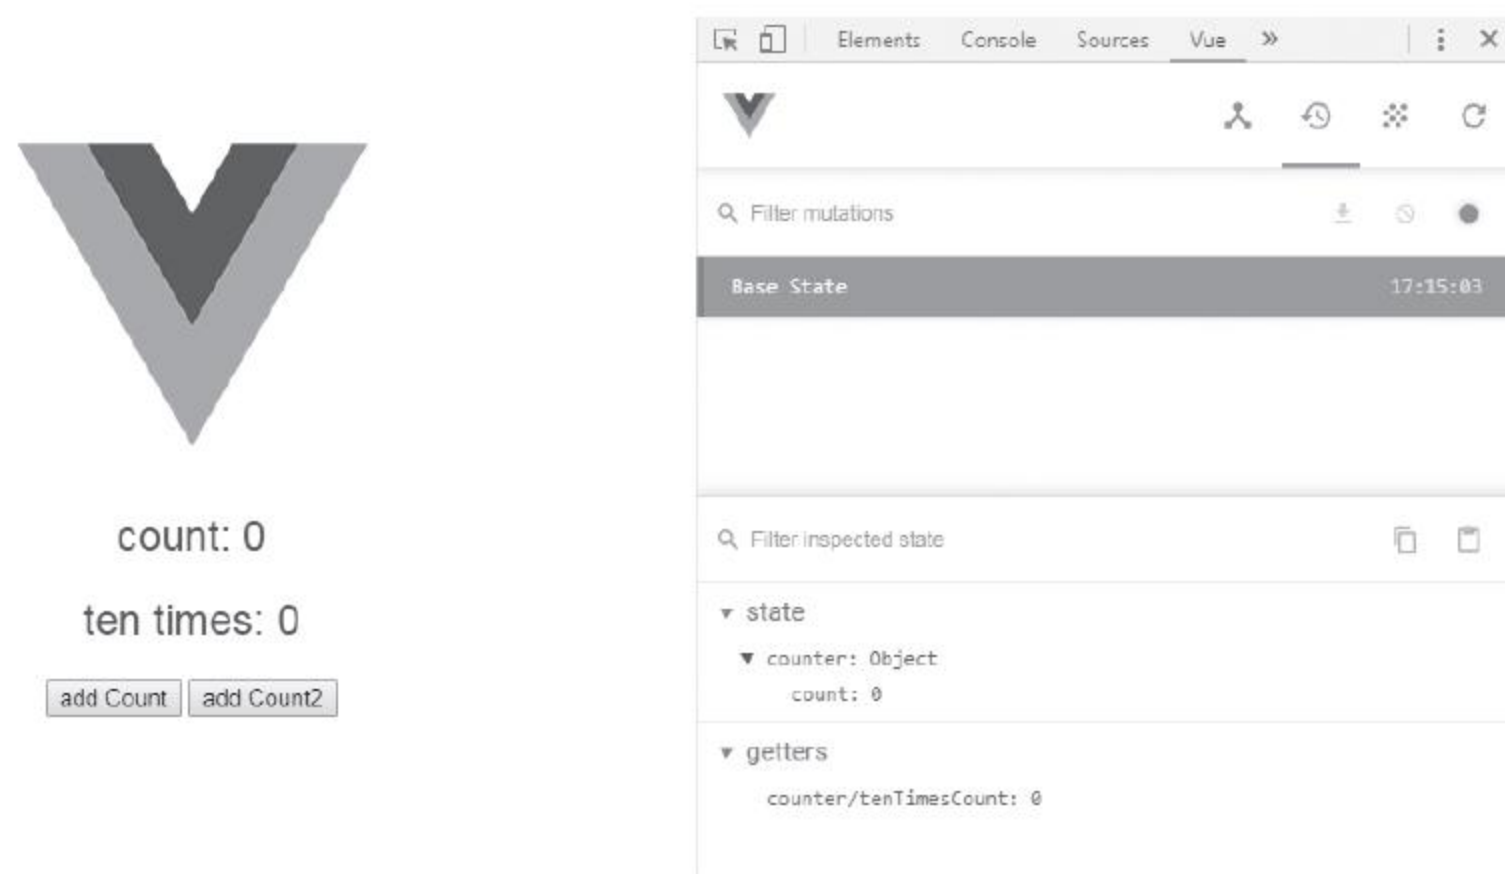 count: 0
ten times: 0
add Count add Count2
Elements Console Sources Vue »
Filter mutations
Base State 17:15:03
Filter inspected state
▼ state
▼ counter: Object
count: 0
▼ getters
counter/tenTimesCount: 0